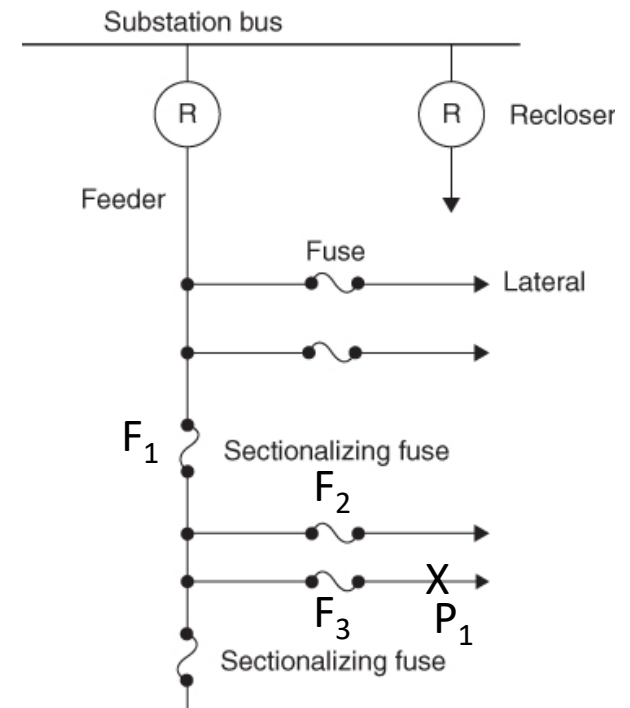 Substation bus
R
R
Recloser
Feeder
Fuse
Lateral
F₁
Sectionalizing fuse
F₂
X
F₃
P₁
Sectionalizing fuse